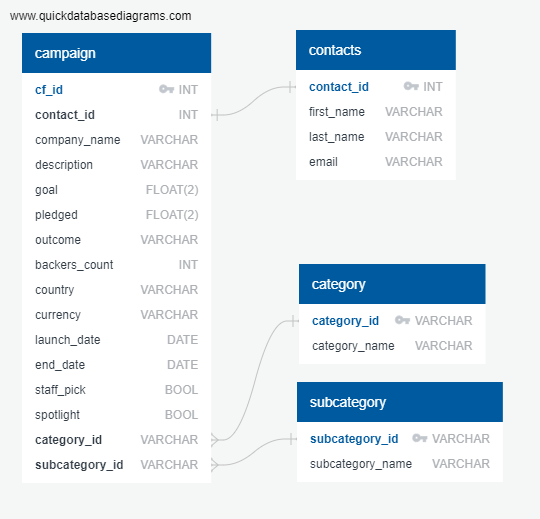 www.quickdatabasediagrams.com
campaign
cf_id INT
contact_id INT
company_name VARCHAR
description VARCHAR
goal FLOAT(2)
pledged FLOAT(2)
outcome VARCHAR
backers_count INT
country VARCHAR
currency VARCHAR
launch_date DATE
end_date DATE
staff_pick BOOL
spotlight BOOL
category_id VARCHAR
subcategory_id VARCHAR
contacts
contact_id INT
first_name VARCHAR
last_name VARCHAR
email VARCHAR
category
category_id VARCHAR
category_name VARCHAR
subcategory
subcategory_id VARCHAR
subcategory_name VARCHAR